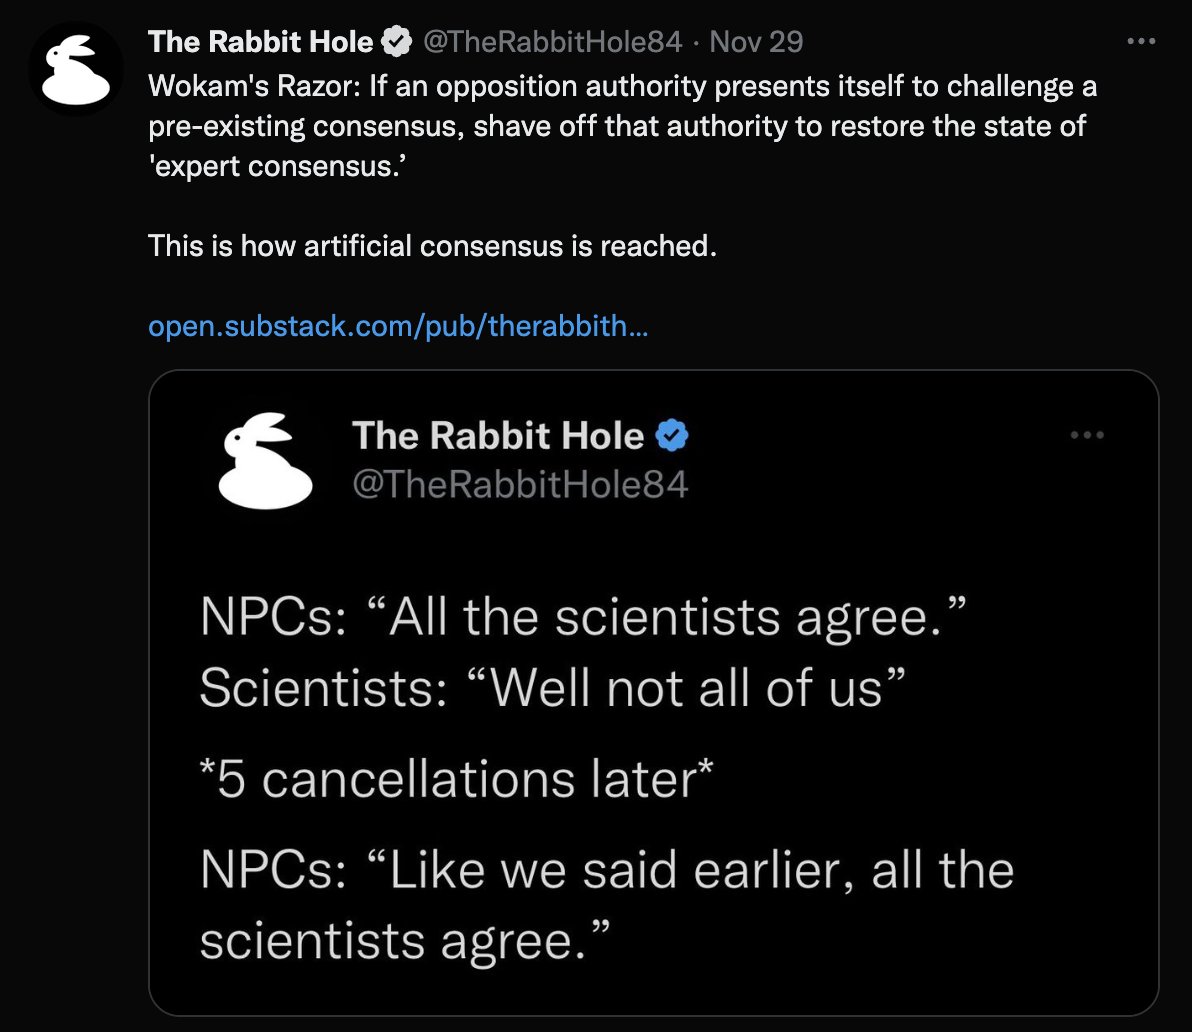 The Rabbit Hole @TheRabbitHole84 · Nov 29
Wokam's Razor: If an opposition authority presents itself to challenge a
pre-existing consensus, shave off that authority to restore the state of
'expert consensus.’
This is how artificial consensus is reached.
open.substack.com/pub/therabbith...
The Rabbit Hole
@TheRabbitHole84
NPCs: “All the scientists agree.”
Scientists: “Well not all of us”
*5 cancellations later*
NPCs: “Like we said earlier, all the
scientists agree.”